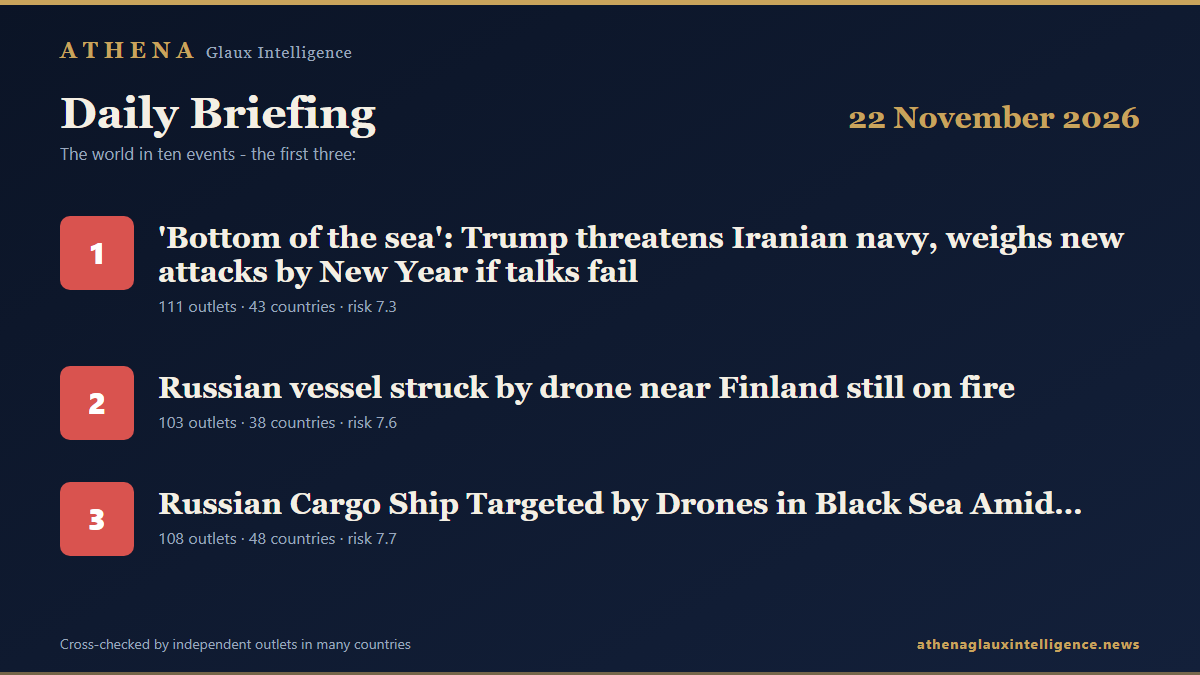 ATHENA Glaux Intelligence
Daily Briefing
22 November 2026
The world in ten events - the first three:
1
'Bottom of the sea': Trump threatens Iranian navy, weighs new
attacks by New Year if talks fail
111 outlets · 43 countries · risk 7.3
2
Russian vessel struck by drone near Finland still on fire
103 outlets · 38 countries · risk 7.6
3
Russian Cargo Ship Targeted by Drones in Black Sea Amid...
108 outlets · 48 countries · risk 7.7
Cross-checked by independent outlets in many countries
athenaglauxintelligence.news